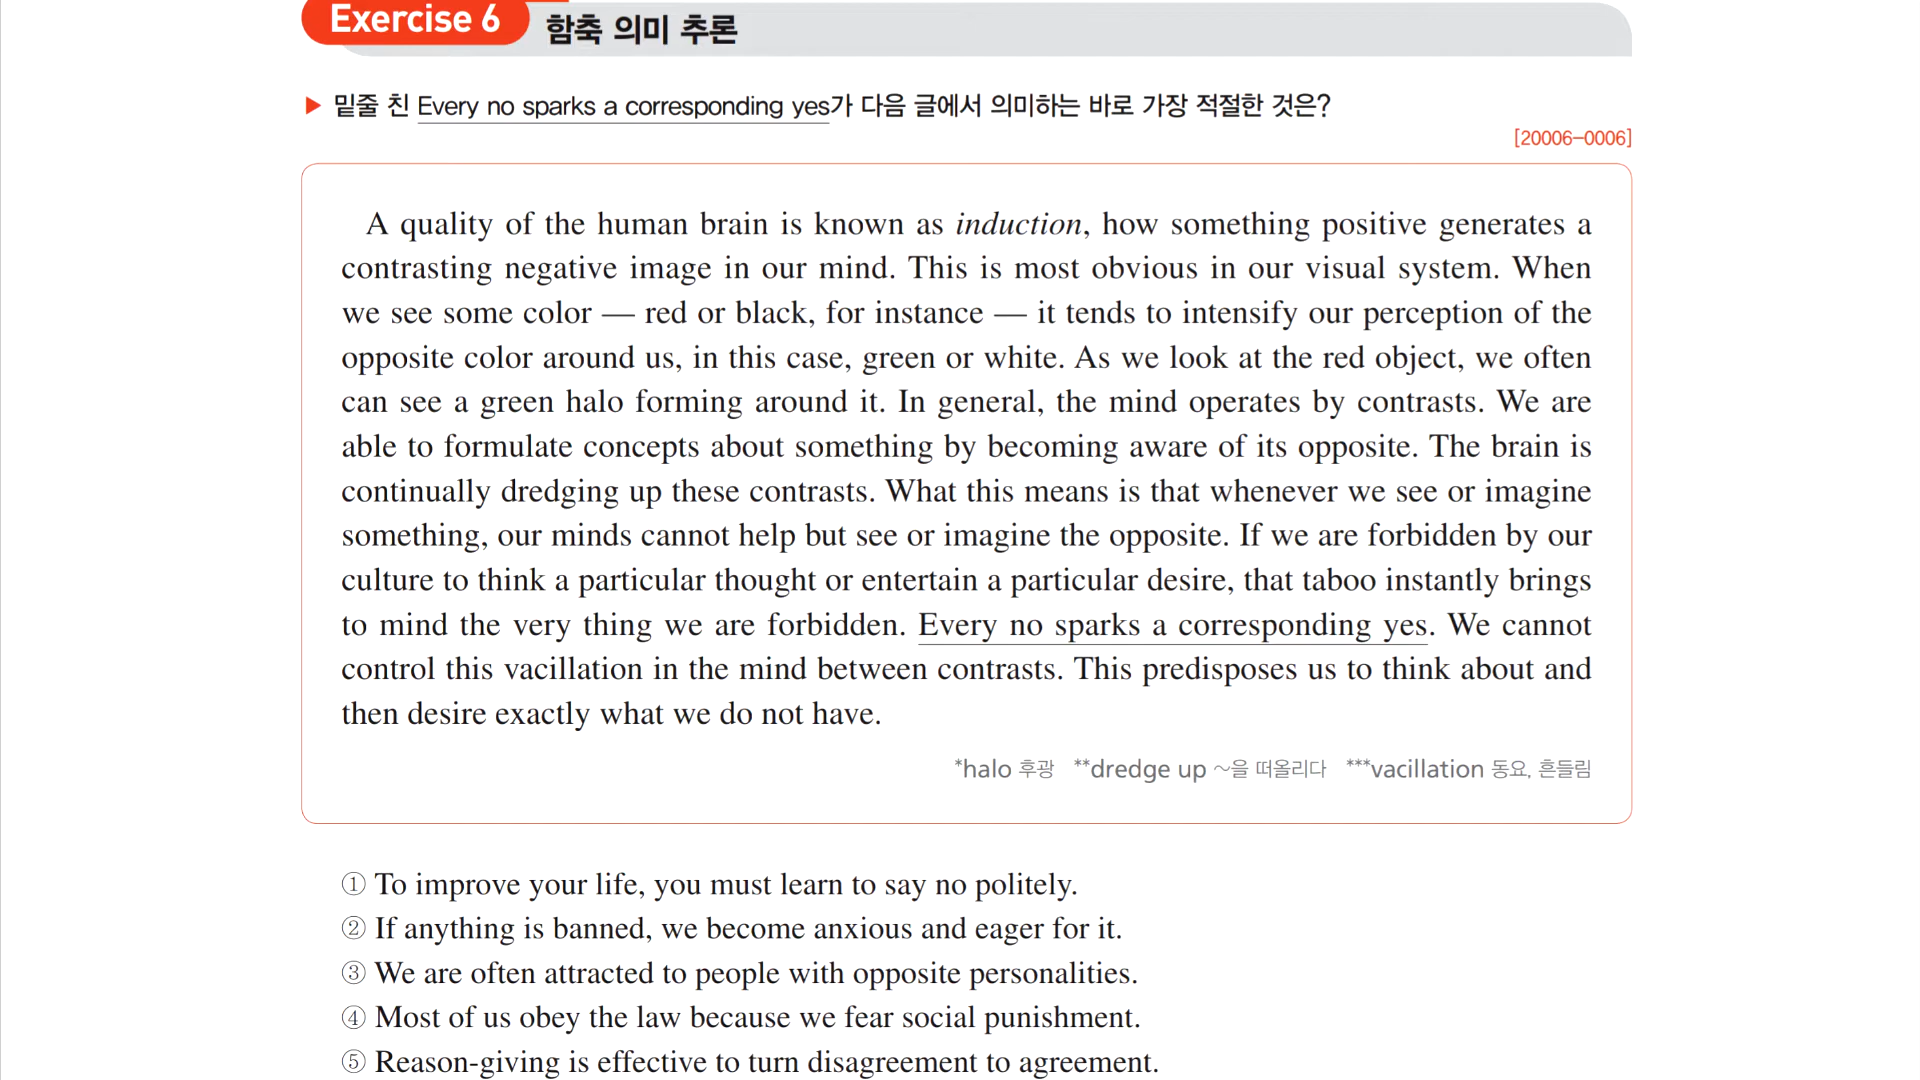 Exercise 6
함축 의미 추론
▶ 밑줄 친 Every no sparks a corresponding yes가 다음 글에서 의미하는 바로 가장 적절한 것은?
[20006-0006]
A quality of the human brain is known as induction, how something positive generates a
contrasting negative image in our mind. This is most obvious in our visual system. When
we see some color — red or black, for instance — it tends to intensify our perception of the
opposite color around us, in this case, green or white. As we look at the red object, we often
can see a green halo forming around it. In general, the mind operates by contrasts. We are
able to formulate concepts about something by becoming aware of its opposite. The brain is
continually dredging up these contrasts. What this means is that whenever we see or imagine
something, our minds cannot help but see or imagine the opposite. If we are forbidden by our
culture to think a particular thought or entertain a particular desire, that taboo instantly brings
to mind the very thing we are forbidden. Every no sparks a corresponding yes. We cannot
control this vacillation in the mind between contrasts. This predisposes us to think about and
then desire exactly what we do not have.
*halo 후광 **dredge up ~을 떠올리다 ***vacillation 동요, 흔들림
① To improve your life, you must learn to say no politely.
② If anything is banned, we become anxious and eager for it.
③ We are often attracted to people with opposite personalities.
④ Most of us obey the law because we fear social punishment.
⑤ Reason-giving is effective to turn disagreement to agreement.